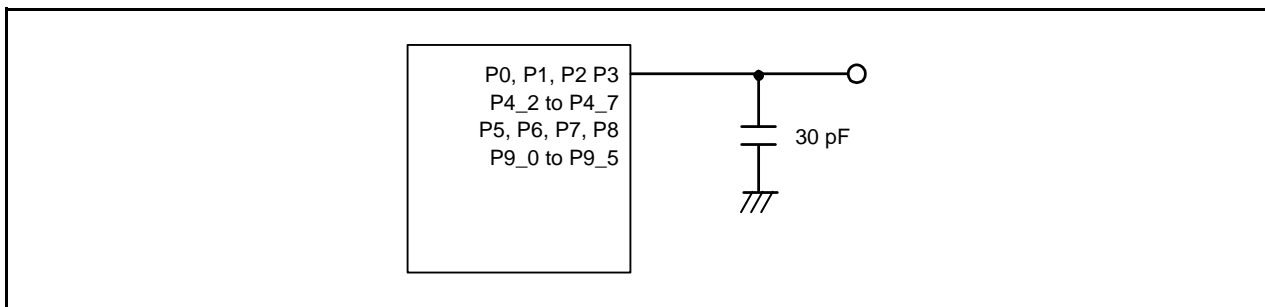 P0, P1, P2 P3
P4_2 to P4_7
P5, P6, P7, P8
P9_0 to P9_5
30 pF